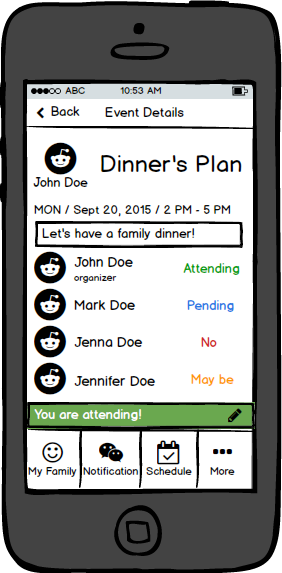 ABC 10:53 AM
Back Event Details
Dinner's Plan
John Doe
MON / Sept 20, 2015 / 2 PM - 5 PM
Let's have a family dinner!
John Doe Attending
organizer
Mark Doe Pending
Jenna Doe No
Jennifer Doe May be
You are attending!
My Family Notification Schedule More